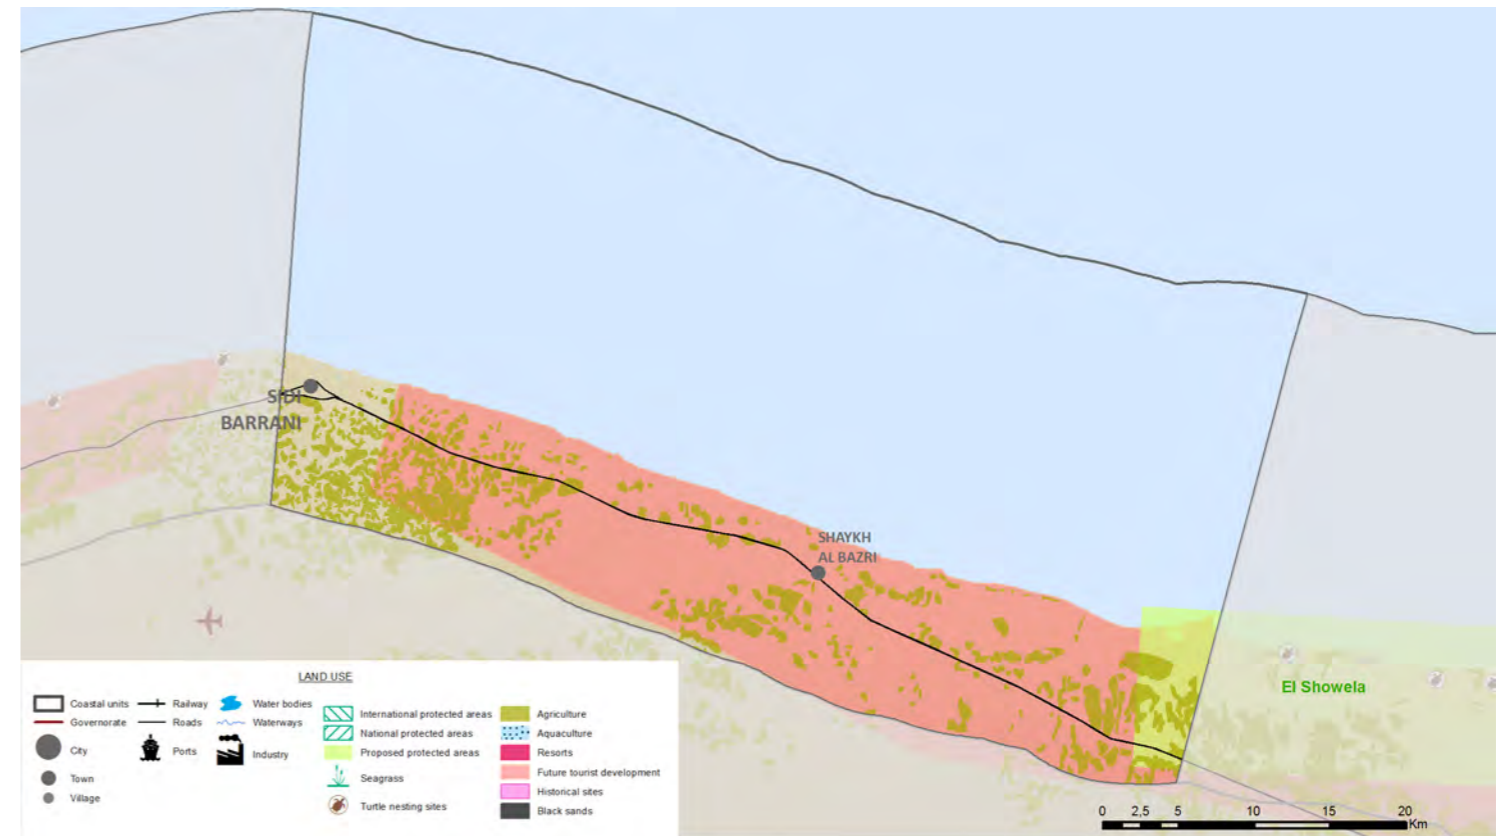 SIDI
BARRANI
SHAYKH
AL BAZRI
El Showela
LAND USE
Coastal units
Governorate
City
Town
Village
Railway
Roads
Ports
Water bodies
Waterways
Industry
International protected areas
National protected areas
Proposed protected areas
Seagrass
Turtle nesting sites
Agriculture
Aquaculture
Resorts
Future tourist development
Historical sites
Black sands
0 2,5 5 10 15 20
Km